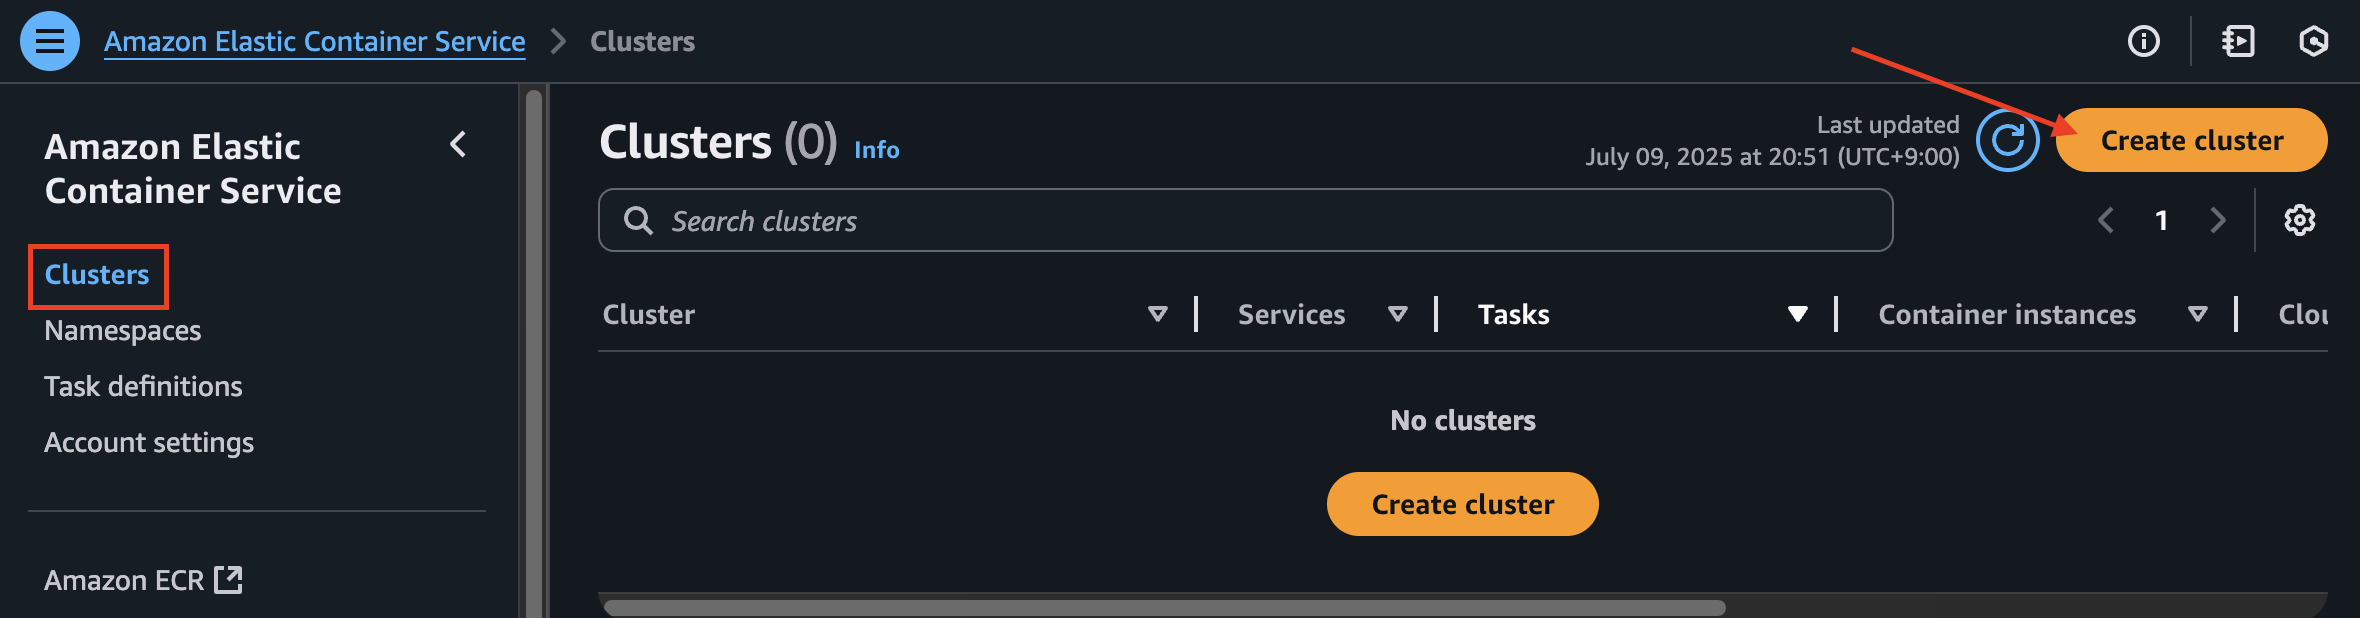 Amazon Elastic Container Service
Clusters
Amazon Elastic
Container Service
Clusters
Namespaces
Task definitions
Account settings
Amazon ECR
Clusters (0) Info
Last updated
July 09, 2025 at 20:51 (UTC+9:00)
Create cluster
Search clusters
1
Cluster Services Tasks Container instances Clou
No clusters
Create cluster